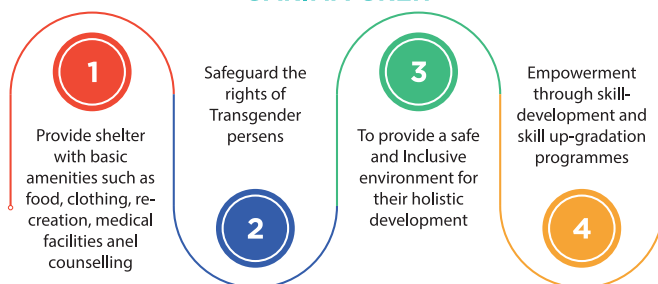 1
Provide shelter
with basic
amenities such as
food, clothing, re-
creation, medical
facilities anel
counselling
Safeguard the
rights of
Transgender
persens
2
3
To provide a safe
and Inclusive
environment for
their holistic
development
Empowerment
through skill-
development and
skill up-gradation
programmes
4